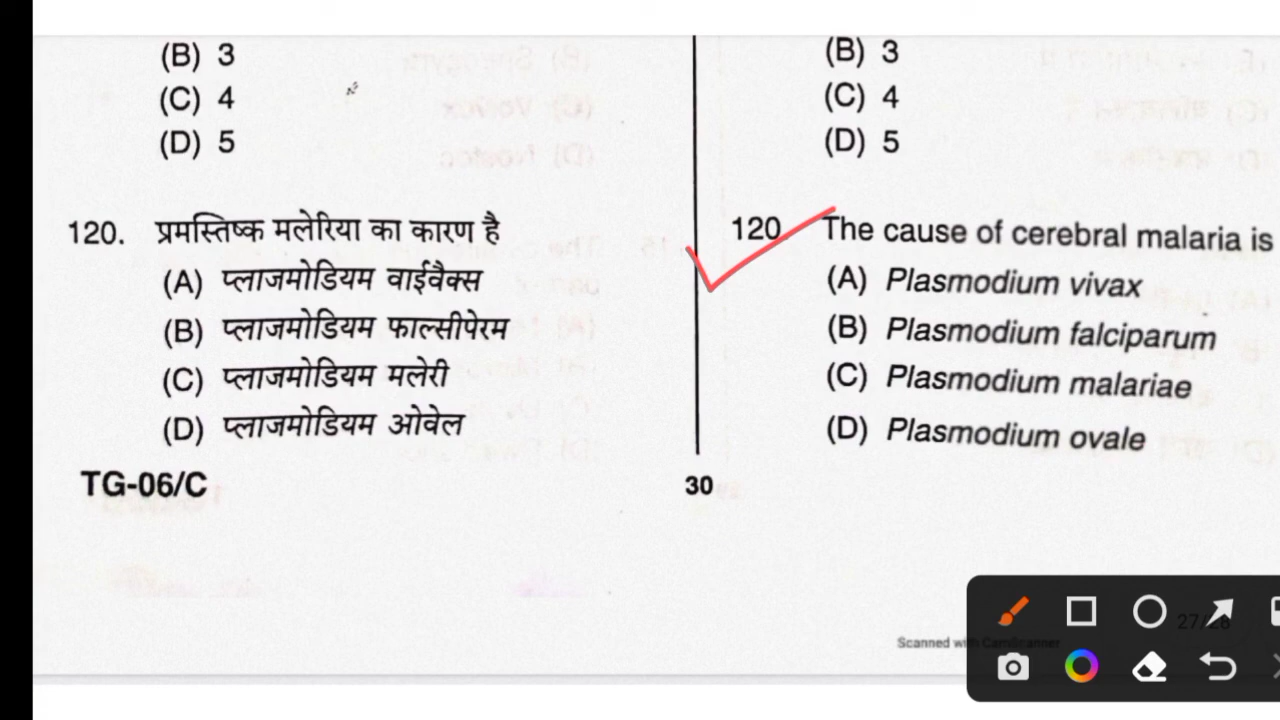 (B) 3
(C) 4
(D) 5
120. प्रमस्तिष्क मलेरिया का कारण है
(A) प्लाजमोडियम वाईवैक्स
(B) प्लाजमोडियम फाल्सीपेरम
(C) प्लाजमोडियम मलेरी
(D) प्लाजमोडियम ओवेल
TG-06/C
30
(B) 3
(C) 4
(D) 5
120. The cause of cerebral malaria is
(A) Plasmodium vivax
(B) Plasmodium falciparum
(C) Plasmodium malariae
(D) Plasmodium ovale
27/28
Scanned with CamScanner